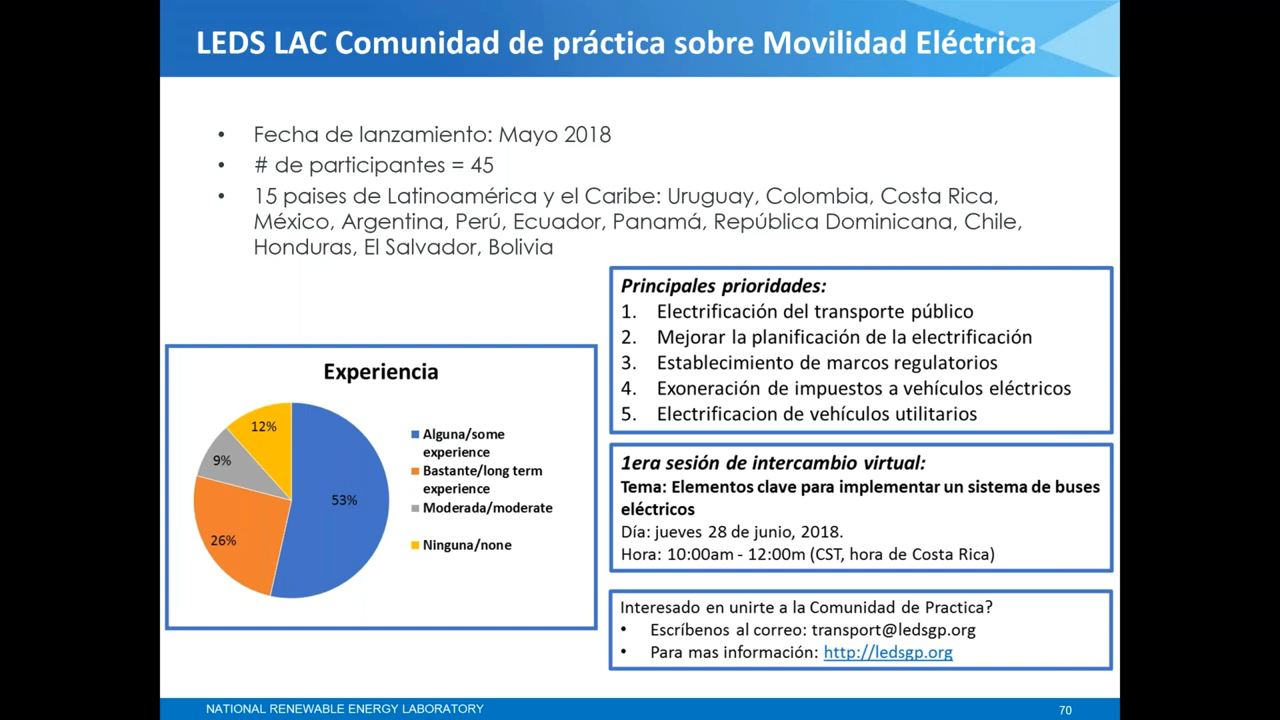 LEDS LAC Comunidad de práctica sobre Movilidad Eléctrica
• Fecha de lanzamiento: Mayo 2018
• # de participantes = 45
• 15 paises de Latinoamérica y el Caribe: Uruguay, Colombia, Costa Rica,
México, Argentina, Perú, Ecuador, Panamá, República Dominicana, Chile,
Honduras, El Salvador, Bolivia
Principales prioridades:
1. Electrificación del transporte público
2. Mejorar la planificación de la electrificación
3. Establecimiento de marcos regulatorios
4. Exoneración de impuestos a vehículos eléctricos
5. Electrificacion de vehículos utilitarios
Experiencia
12%
9%
53%
26%
Alguna/some
experience
Bastante/long term
experience
Moderada/moderate
Ninguna/none
1era sesión de intercambio virtual:
Tema: Elementos clave para implementar un sistema de buses
eléctricos
Día: jueves 28 de junio, 2018.
Hora: 10:00am - 12:00m (CST, hora de Costa Rica)
Interesado en unirte a la Comunidad de Practica?
• Escríbenos al correo: transport@ledsgp.org
• Para mas información: http://ledsgp.org
NATIONAL RENEWABLE ENERGY LABORATORY
70